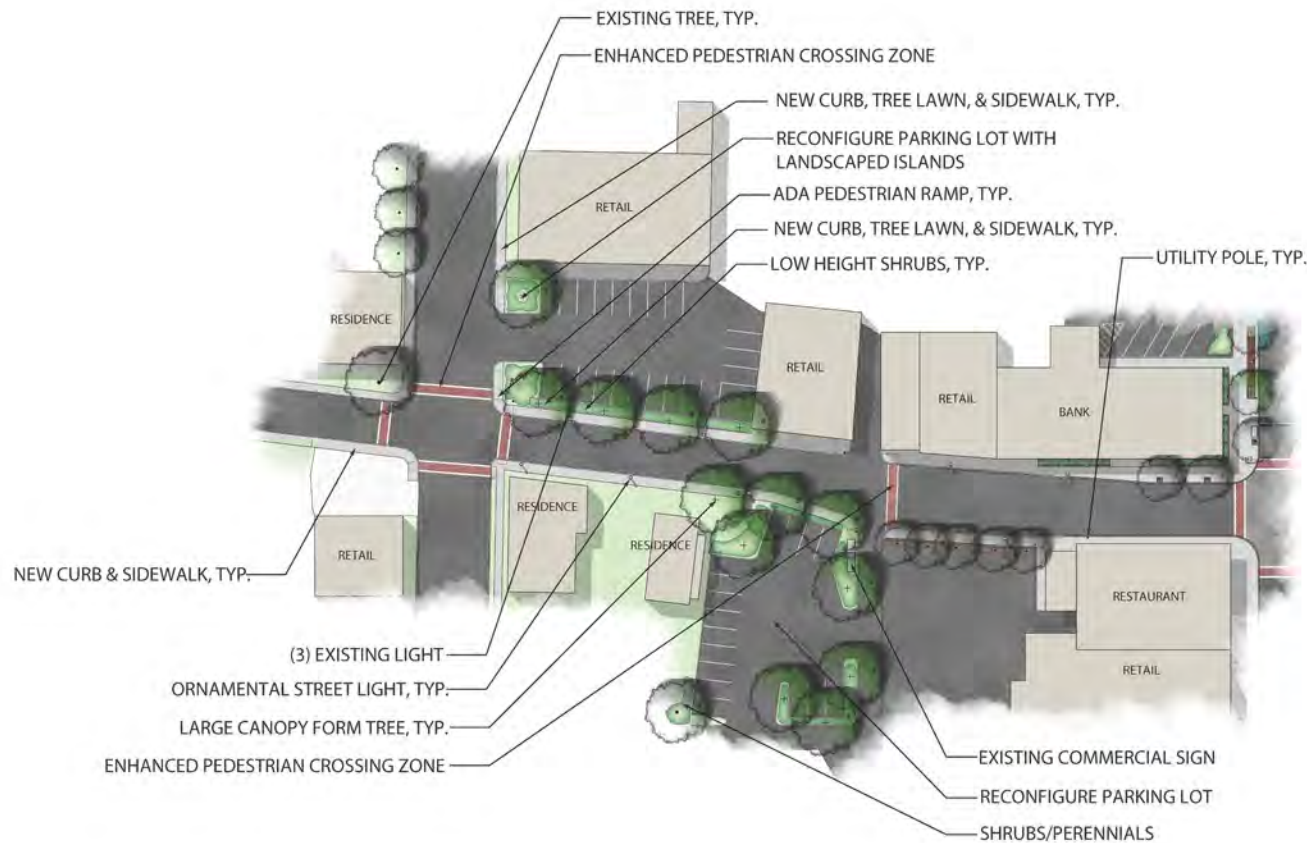 EXISTING TREE, TYP.
ENHANCED PEDESTRIAN CROSSING ZONE
NEW CURB, TREE LAWN, & SIDEWALK, TYP.
RECONFIGURE PARKING LOT WITH
LANDSCAPED ISLANDS
ADA PEDESTRIAN RAMP, TYP.
NEW CURB, TREE LAWN, & SIDEWALK, TYP.
LOW HEIGHT SHRUBS, TYP.
UTILITY POLE, TYP.
RETAIL
RESIDENCE
RETAIL
RETAIL
BANK
RESIDENCE
RESIDENCE
RETAIL
RESTAURANT
RETAIL
NEW CURB & SIDEWALK, TYP.
(3) EXISTING LIGHT
ORNAMENTAL STREET LIGHT, TYP.
LARGE CANOPY FORM TREE, TYP.
ENHANCED PEDESTRIAN CROSSING ZONE
EXISTING COMMERCIAL SIGN
RECONFIGURE PARKING LOT
SHRUBS/PERENNIALS